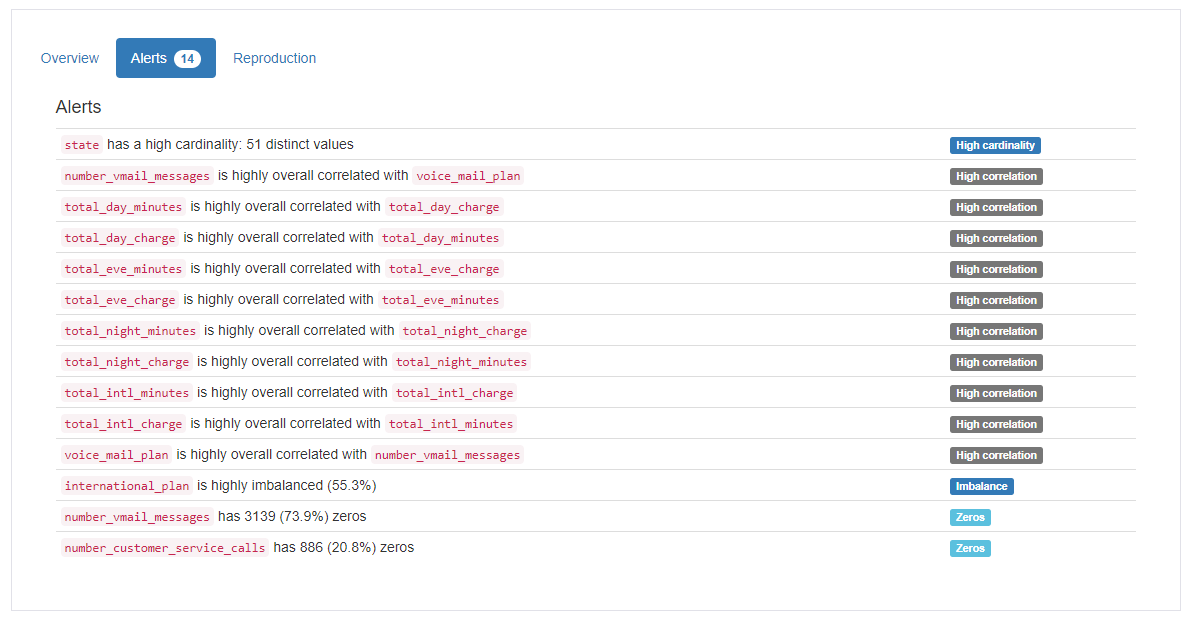 Overview Alerts 14 Reproduction
Alerts
state has a high cardinality: 51 distinct values High cardinality
number_vmail_messages is highly overall correlated with voice_mail_plan High correlation
total_day_minutes is highly overall correlated with total_day_charge High correlation
total_day_charge is highly overall correlated with total_day_minutes High correlation
total_eve_minutes is highly overall correlated with total_eve_charge High correlation
total_eve_charge is highly overall correlated with total_eve_minutes High correlation
total_night_minutes is highly overall correlated with total_night_charge High correlation
total_night_charge is highly overall correlated with total_night_minutes High correlation
total_intl_minutes is highly overall correlated with total_intl_charge High correlation
total_intl_charge is highly overall correlated with total_intl_minutes High correlation
voice_mail_plan is highly overall correlated with number_vmail_messages High correlation
international_plan is highly imbalanced (55.3%) Imbalance
number_vmail_messages has 3139 (73.9%) zeros Zeros
number_customer_service_calls has 886 (20.8%) zeros Zeros